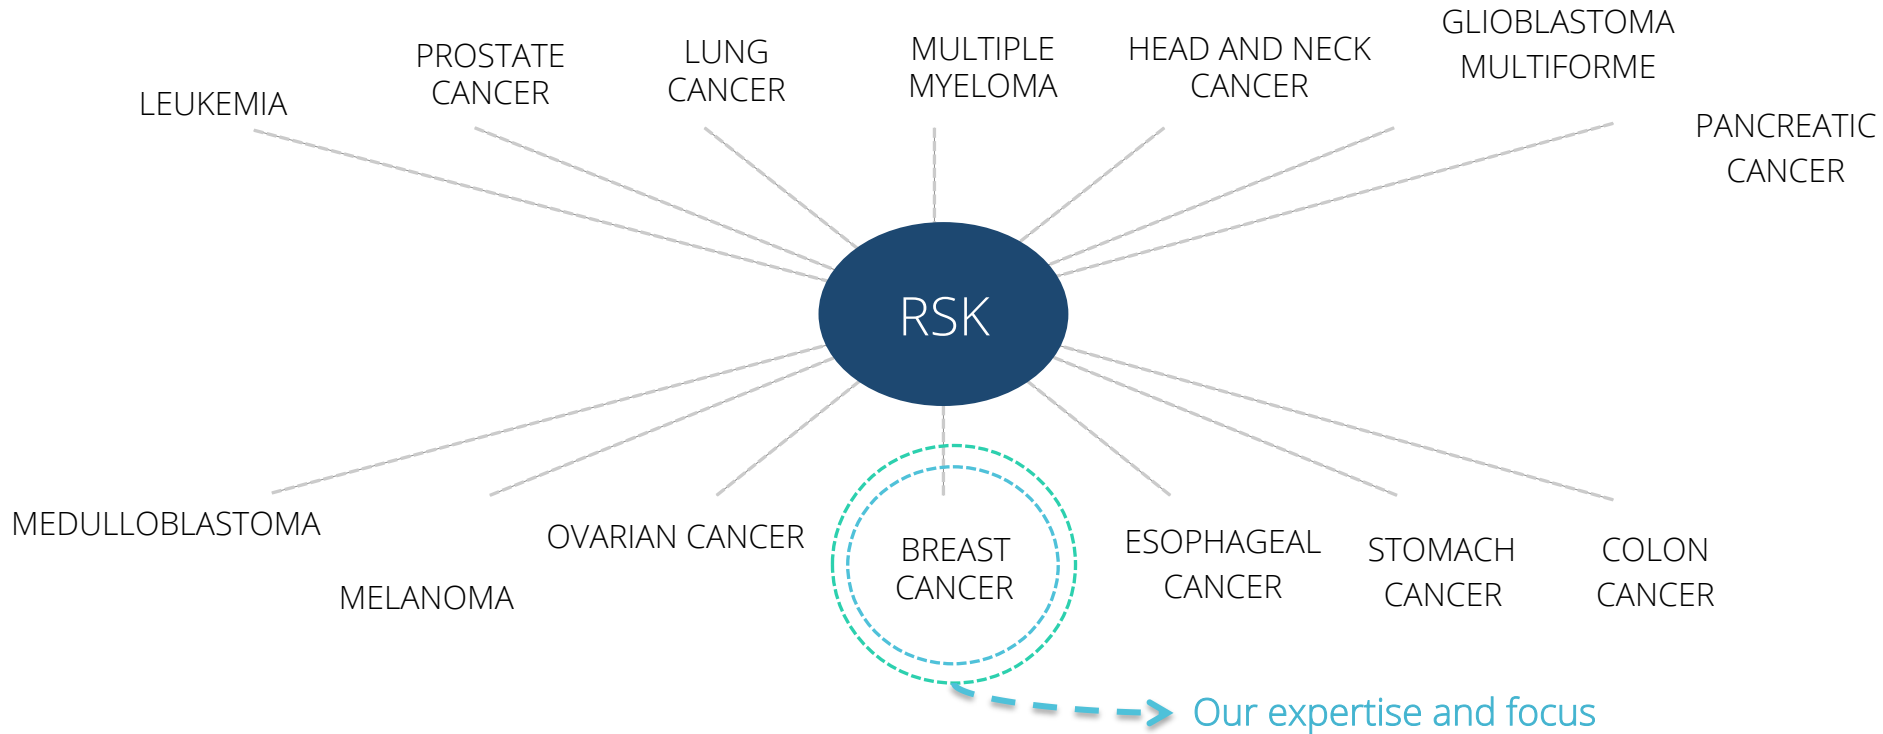 GLIOBLASTOMA
MULTIFORME
PROSTATE
CANCER
LUNG
CANCER
MULTIPLE
MYELOMA
HEAD AND NECK
CANCER
LEUKEMIA
PANCREATIC
CANCER
RSK
MEDULLOBLASTOMA
MELANOMA
OVARIAN CANCER
BREAST
CANCER
ESOPHAGEAL
CANCER
STOMACH
CANCER
COLON
CANCER
Our expertise and focus